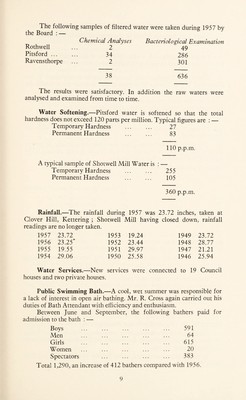 The following samples of filtered water were taken during 1957 by
the Board : —
Chemical Analyses Bacteriological Examination
Rothwell ... 2 49
Pitsford ... ... 34 286
Ravensthorpe ... 2 301
38 636
The results were satisfactory. In addition the raw waters were
analysed and examined from time to time.
Water Softening.—Pitsford water is softened so that the total
hardness does not exceed 120 parts per million. Typical figures are : —
Temporary Hardness ... ... 27
Permanent Hardness ... ... 83
110 p.p.m.
A typical sample of Shotwell Mill Water is : —
Temporary Hardness ... ... 255
Permanent Hardness ... ... 105
360 p.p.m.
Rainfall.—The rainfall during 1957 was 23.72 inches, taken at
Clover Hill, Kettering ; Shotwell Mill having closed down, rainfall
readings are no longer taken.
1957 23.72 1953 19.24 1949 23.72
1956 23.25 1952 23.44 1948 28.77
1955 19.55 1951 29.97 1947 21.21
1954 29.06 1950 25.58 1946 25.94
Water Services.—New services were connected to 19 Council
houses and two private houses.
Public Swimming Bath.—A cool, wet summer was responsible for
a lack of interest in open air bathing. Mr. R. Cross again carried out his
duties of Bath Attendant with efficiency and enthusiasm.
Between June and September, the following bathers paid for
admission to the bath : —
Boys ... ... ... ... ... 591
Men ... ... ... ... ... 64
Girls ... ... ... ... ... 615
Women ... ... ... ... ... 20
Spectators ... ... ... ... 383
Total 1,290, an increase of 412 bathers compared with 1956.
9